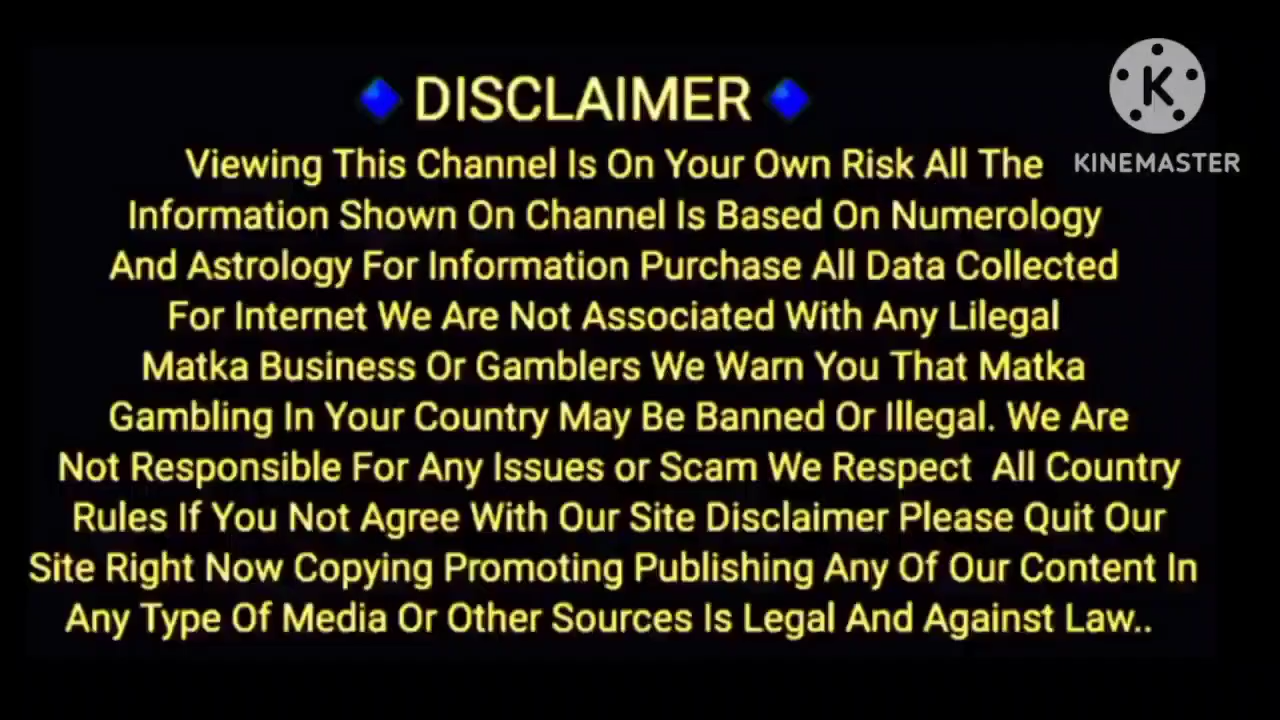 DISCLAIMER
Viewing This Channel Is On Your Own Risk All The
Information Shown On Channel Is Based On Numerology
And Astrology For Information Purchase All Data Collected
For Internet We Are Not Associated With Any Lilegal
Matka Business Or Gamblers We Warn You That Matka
Gambling In Your Country May Be Banned Or Illegal. We Are
Not Responsible For Any Issues or Scam We Respect All Country
Rules If You Not Agree With Our Site Disclaimer Please Quit Our
Site Right Now Copying Promoting Publishing Any Of Our Content In
Any Type Of Media Or Other Sources Is Legal And Against Law..
K
KINEMASTER